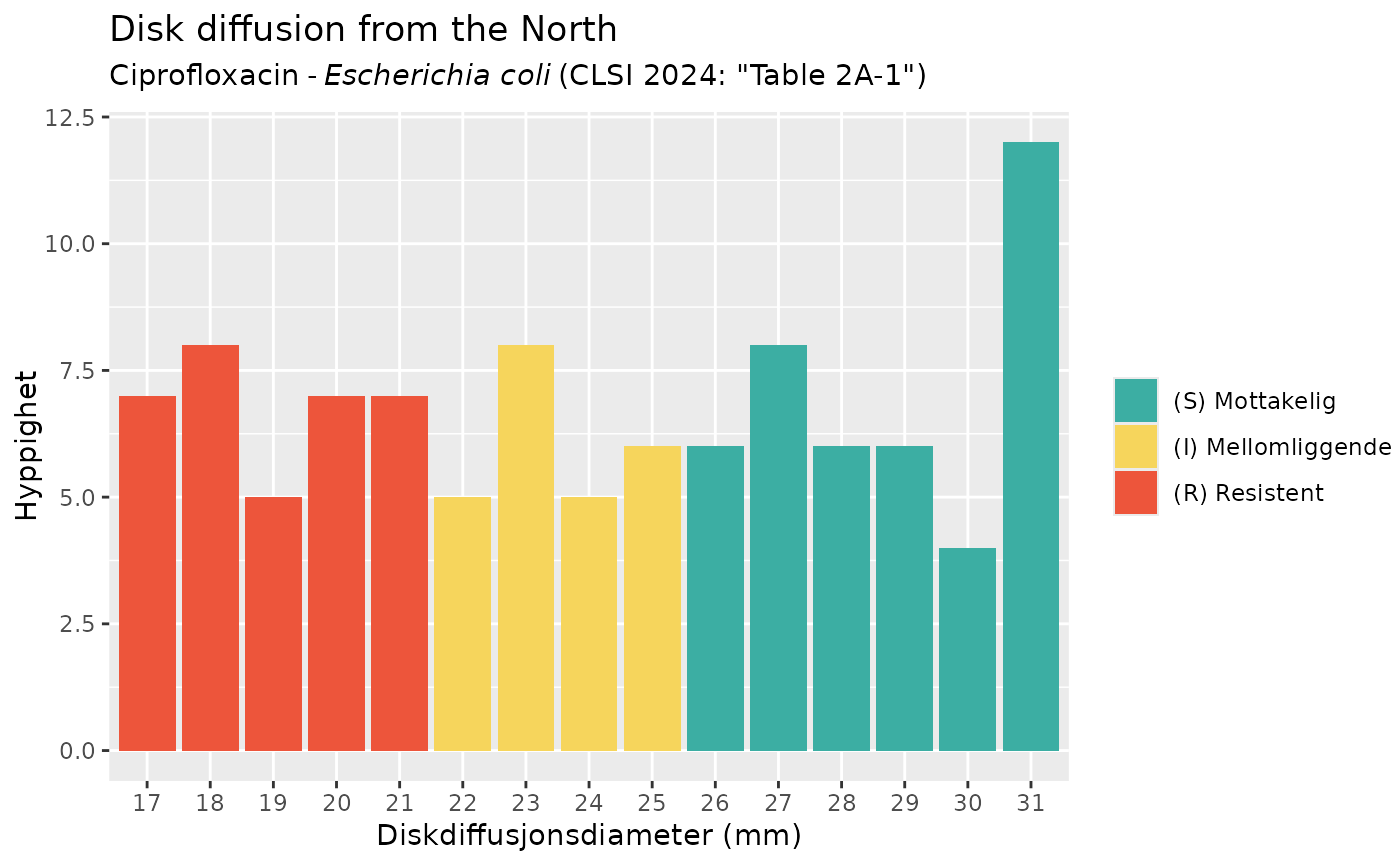 Disk diffusion from the North
Ciprofloxacin - Escherichia coli (CLSI 2024: "Table 2A-1")
12.5
10.0
7.5
5.0
2.5
0.0
Hyppighet
17 18 19 20 21 22 23 24 25 26 27 28 29 30 31
Diskdiffusjonsdiameter (mm)
(S) Mottakelig
(I) Mellomliggende
(R) Resistent